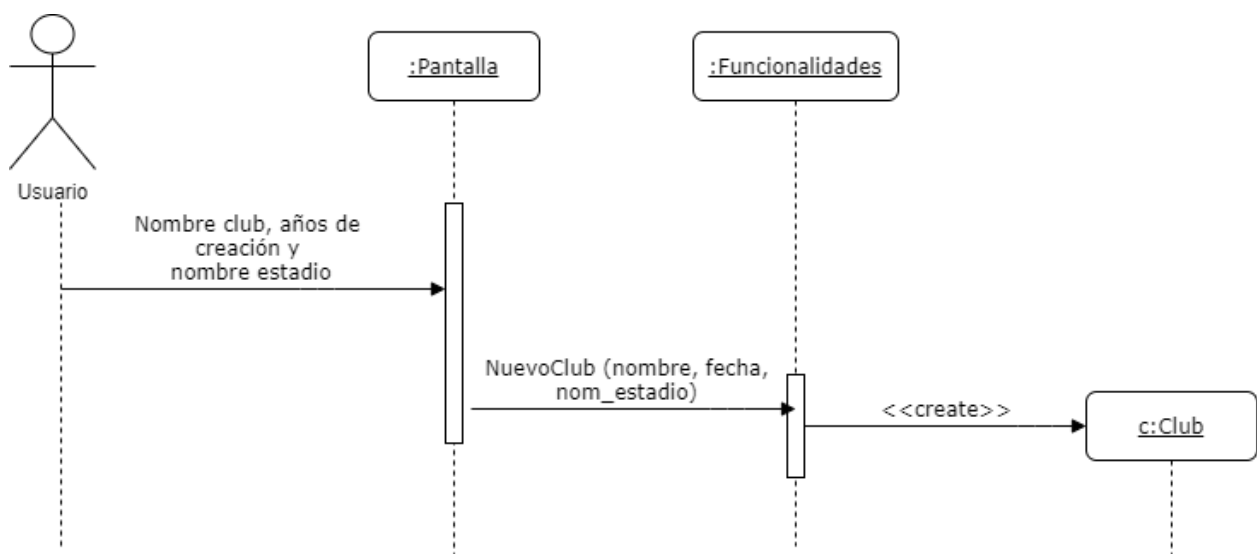 :Pantalla
:Funcionalidades
Usuario
Nombre club, años de
creación y
nombre estadio
NuevoClub (nombre, fecha,
nom_estadio)
<<create>>
c:Club